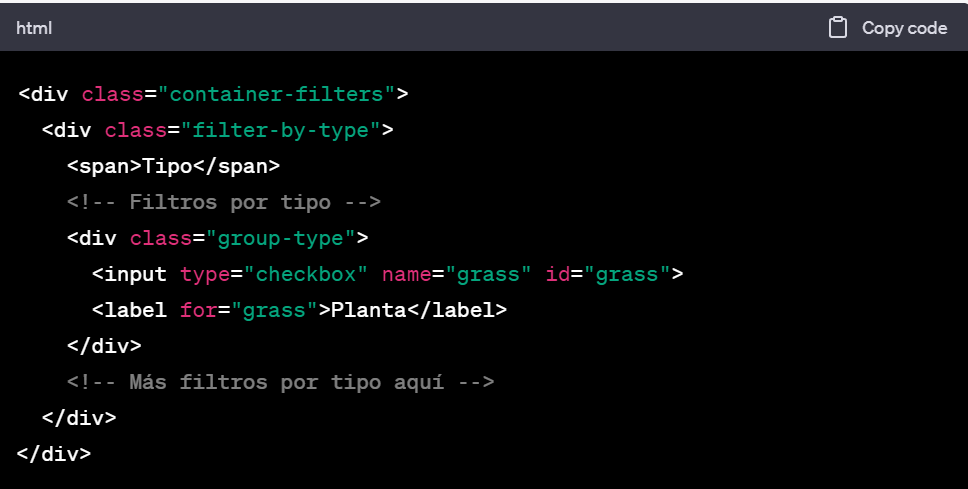 html
Copy code
<div class="container-filters">
<div class="filter-by-type">
<span>Tipo</span>
<!-- Filtros por tipo -->
<div class="group-type">
<input type="checkbox" name="grass" id="grass">
<label for="grass">Planta</label>
</div>
<!-- Más filtros por tipo aquí -->
</div>
</div>